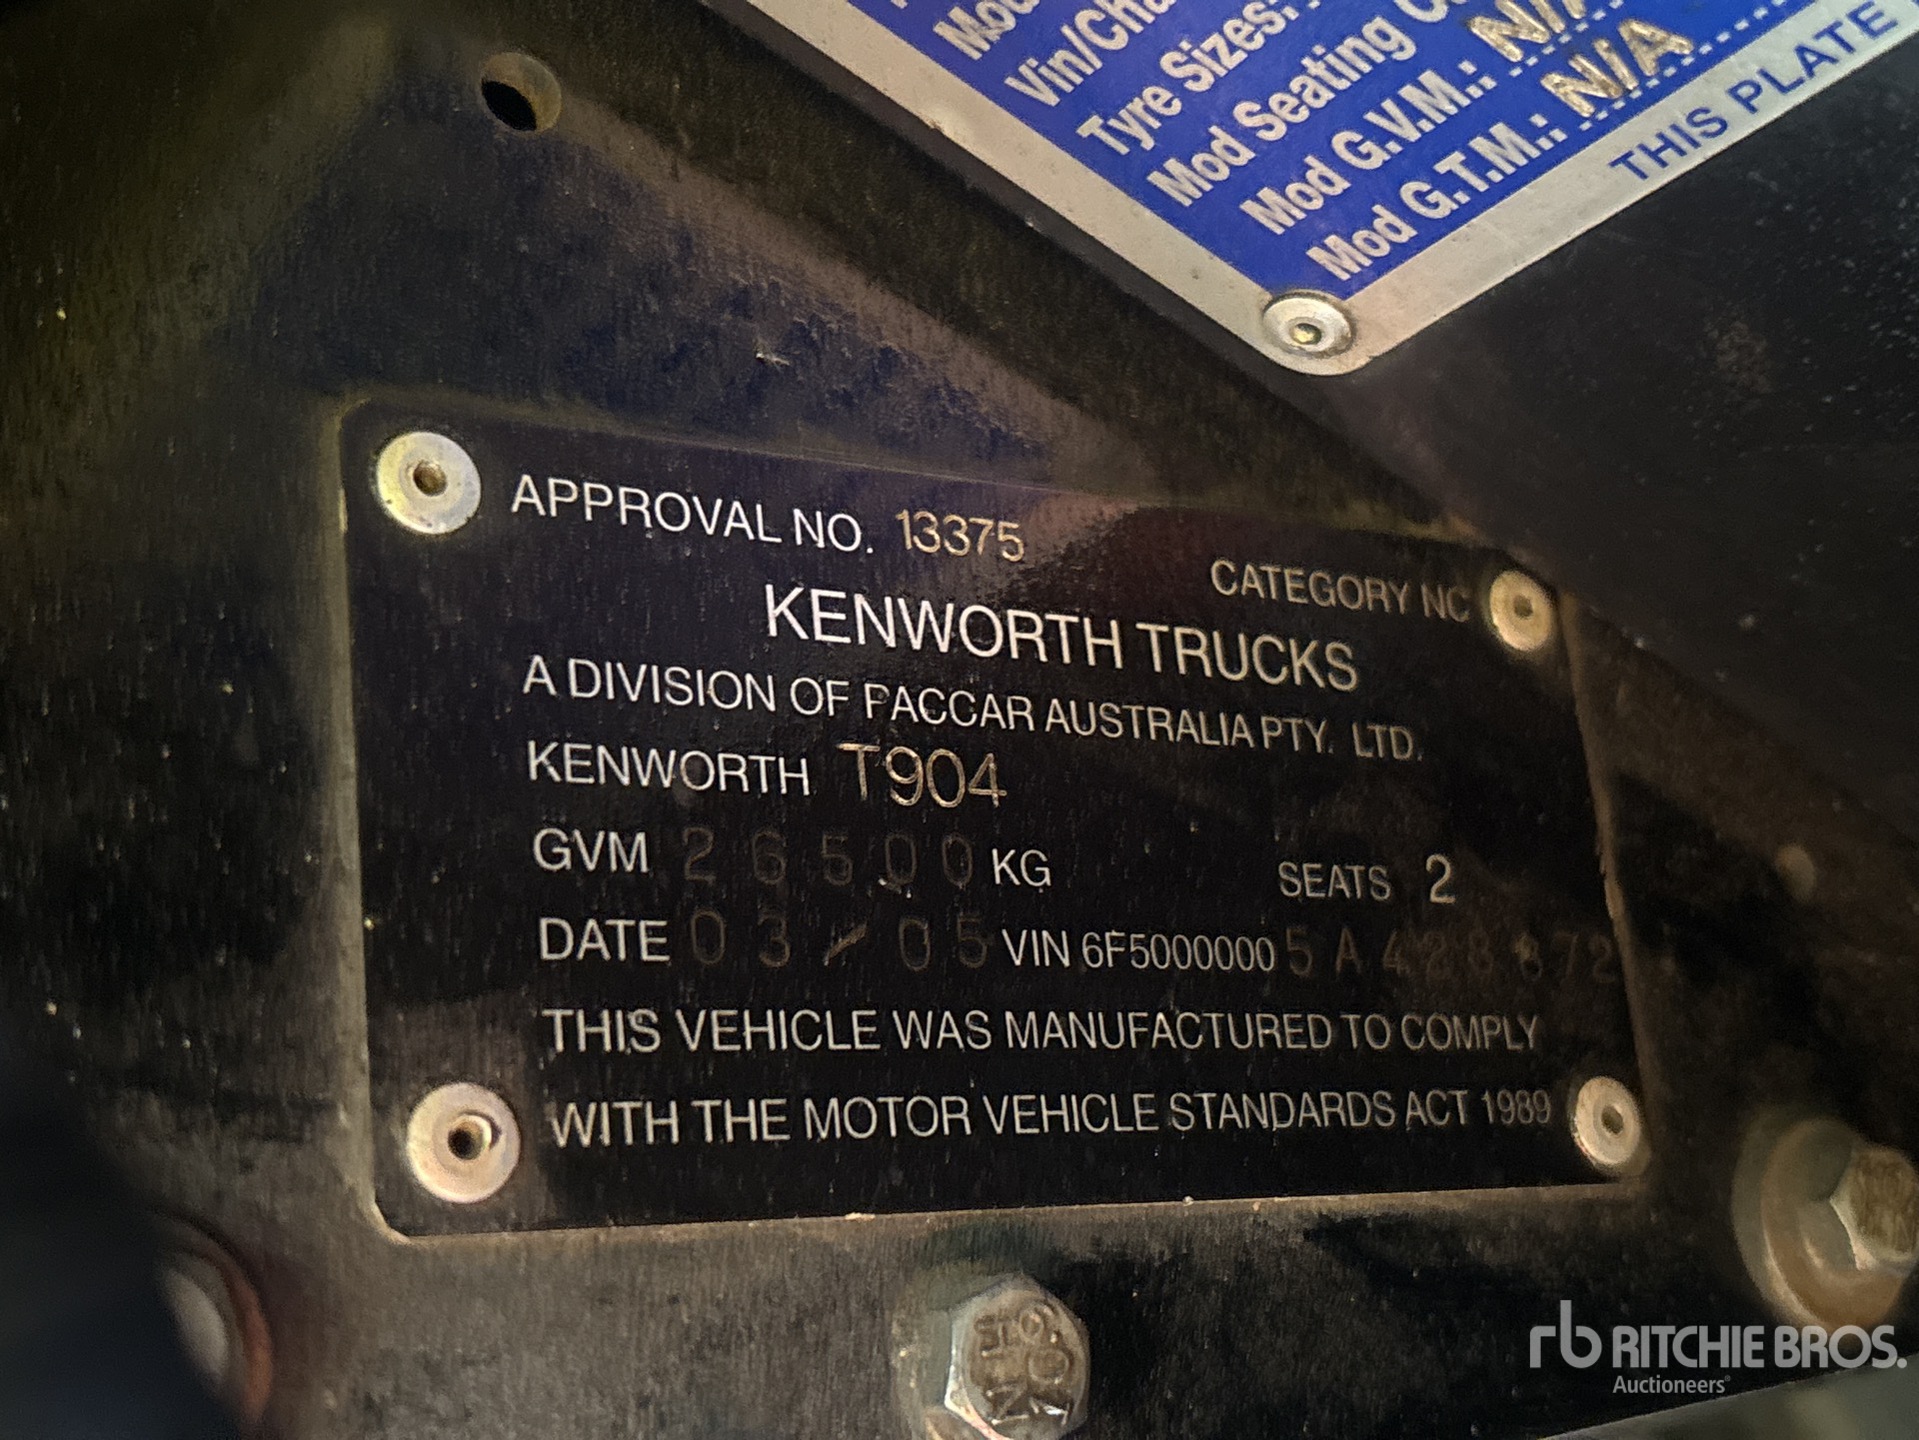 Vin/Cha
Tyre Sizes:
Mod Seating
Mod G.V.M.: N/A
Mod G.T.M.: N/A
THIS PLATE
APPROVAL NO. 13375
CATEGORY NC
KENWORTH TRUCKS
A DIVISION OF PACCAR AUSTRALIA PTY. LTD.
KENWORTH T904
GVM 26500 KG SEATS 2
DATE 03/05 VIN 6F50000005A428872
THIS VEHICLE WAS MANUFACTURED TO COMPLY
WITH THE MOTOR VEHICLE STANDARDS ACT 1989
rb RITCHIE BROS.
Auctioneers